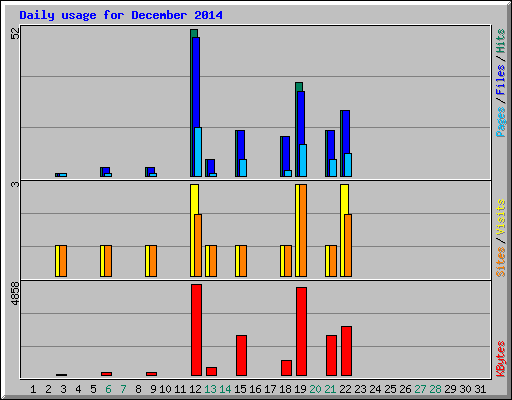 Daily usage for December 2014
52
3
4858
Pages / Files / Hits
Sites / Visits
KBytes
1 2 3 4 5 6 7 8 9 10 11 12 13 14 15 16 17 18 19 20 21 22 23 24 25 26 27 28 29 30 31